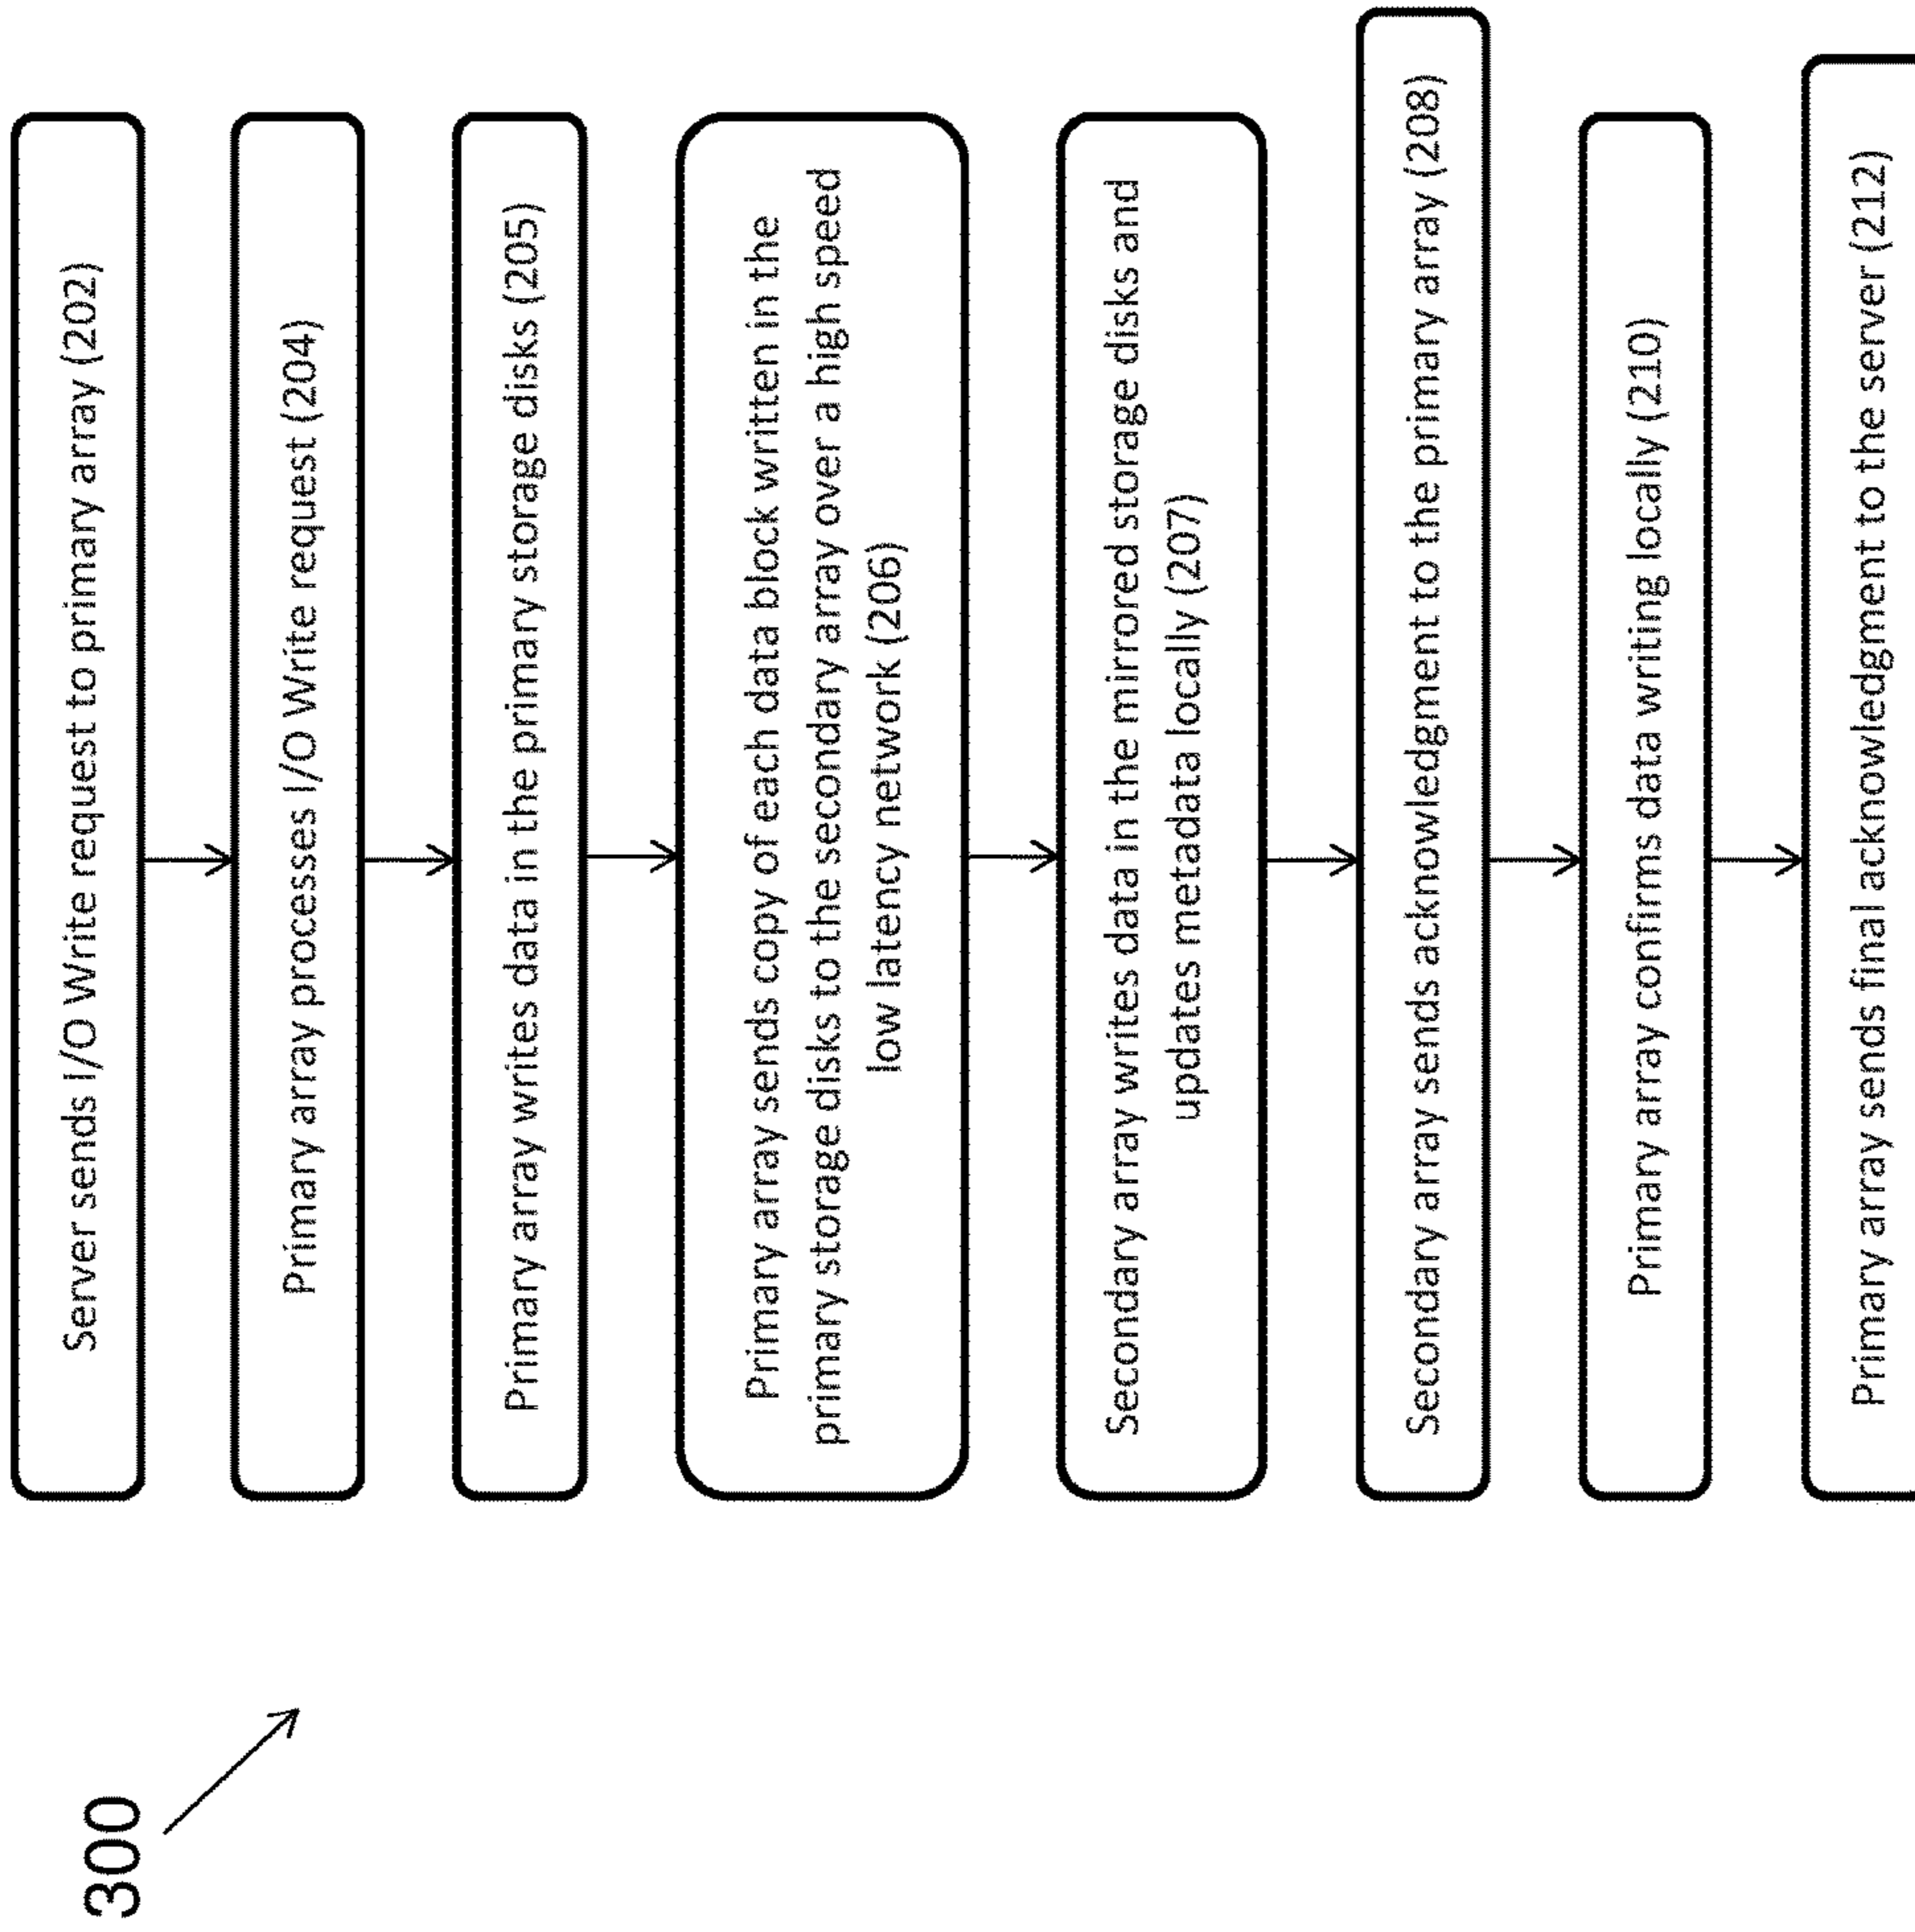 300
Server sends I/O Write request to primary array (202)
Primary array processes I/O Write request (204)
Primary array writes data in the primary storage disks (205)
Primary array sends copy of each data block written in the
primary storage disks to the secondary array over a high speed
low latency network (206)
Secondary array writes data in the mirrored storage disks and
updates metadata locally (207)
Secondary array sends acknowledgment to the primary array (208)
Primary array confirms data writing locally (210)
Primary array sends final acknowledgment to the server (212)